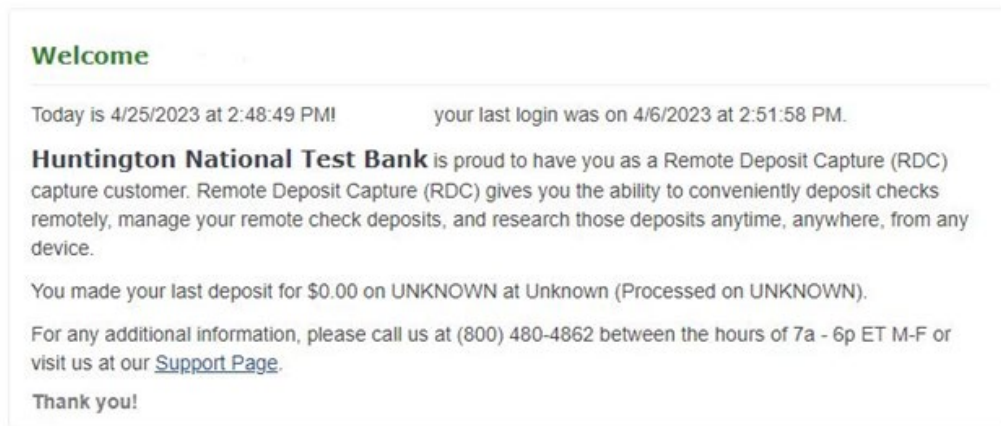 Welcome
Today is 4/25/2023 at 2:48:49 PM! your last login was on 4/6/2023 at 2:51:58 PM.
Huntington National Test Bank is proud to have you as a Remote Deposit Capture (RDC)
capture customer. Remote Deposit Capture (RDC) gives you the ability to conveniently deposit checks
remotely, manage your remote check deposits, and research those deposits anytime, anywhere, from any
device.
You made your last deposit for $0.00 on UNKNOWN at Unknown (Processed on UNKNOWN).
For any additional information, please call us at (800) 480-4862 between the hours of 7a - 6p ET M-F or
visit us at our Support Page.
Thank you!